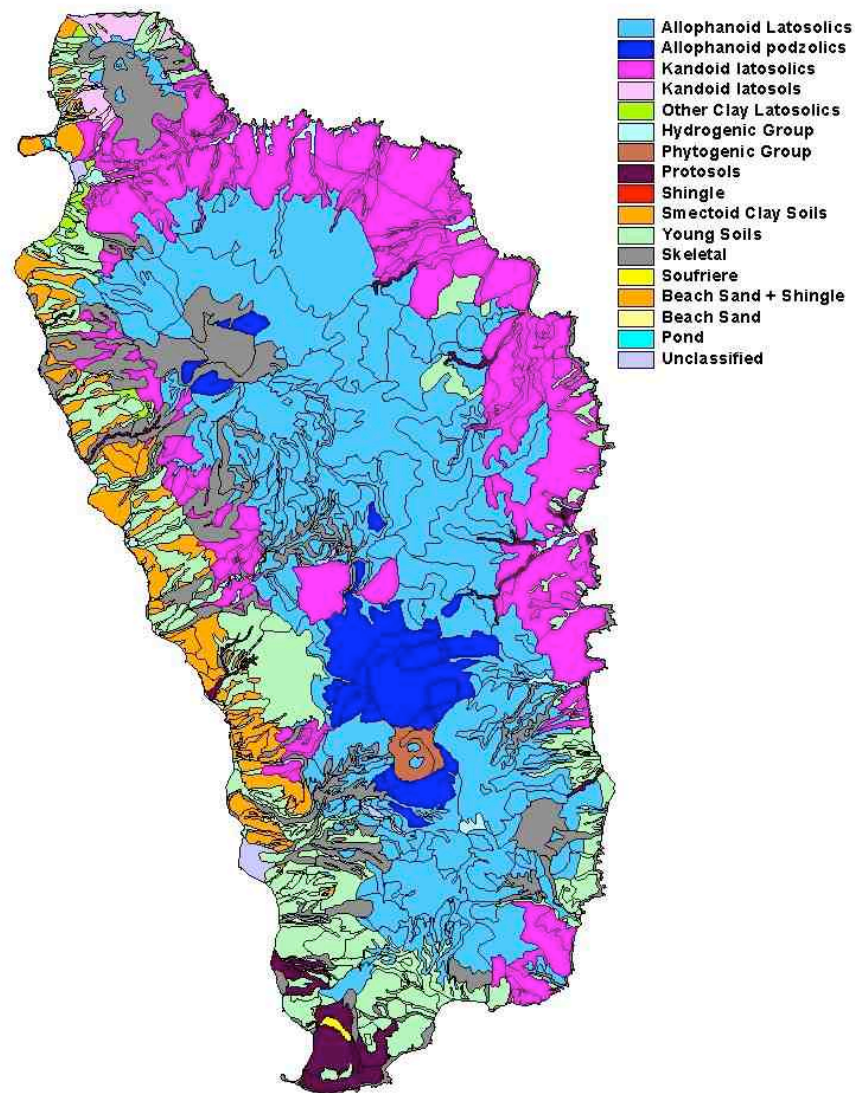 Allophanoid Latosolics
Allophanoid podzolics
Kandoid latosolics
Kandoid latosols
Other Clay Latosolics
Hydrogenic Group
Phytogenic Group
Protosols
Shingle
Smectoid Clay Soils
Young Soils
Skeletal
Soufriere
Beach Sand + Shingle
Beach Sand
Pond
Unclassified